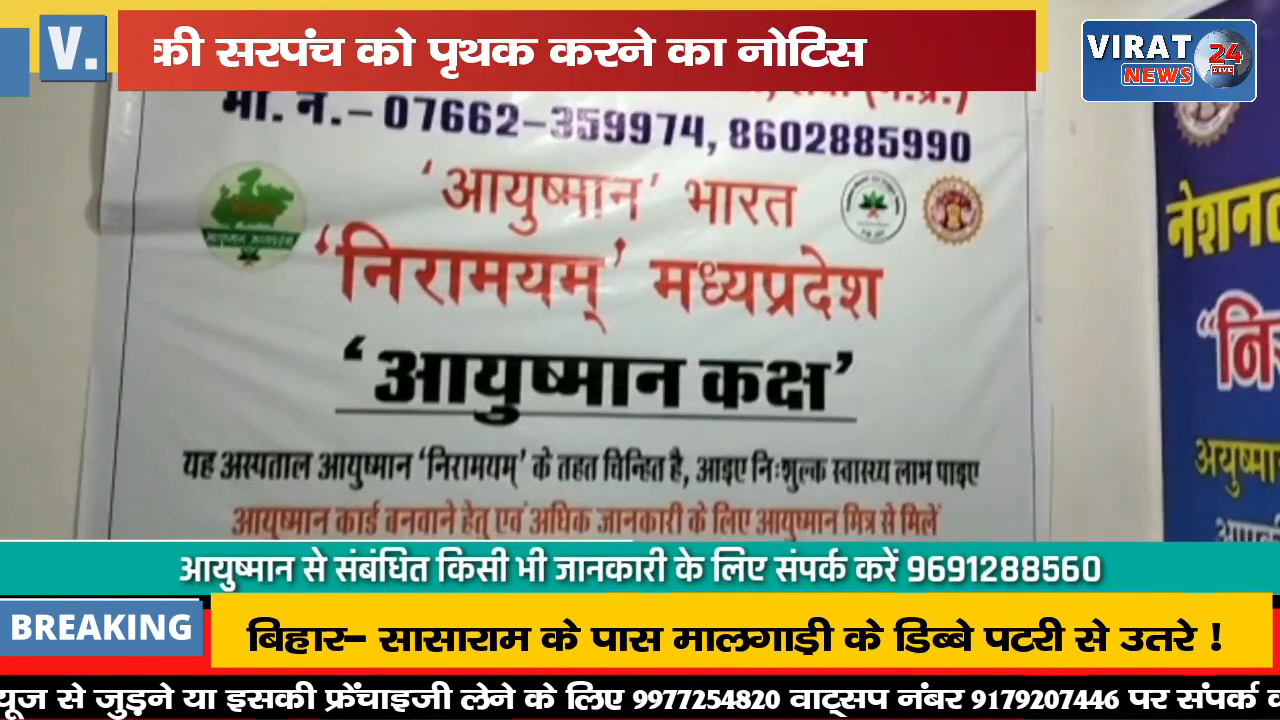 V.
की सरपंच को पृथक करने का नोटिस
VIRAT
24
NEWS
LIVE
मो. नं.- 07662-359974, 8602885990
'आयुष्मान' भारत
'निरामयम्' मध्यप्रदेश
'आयुष्मान कक्ष'
यह अस्पताल आयुष्मान 'निरामयम्' के तहत चिन्हित है, आइए निःशुल्क स्वास्थ्य लाभ पाइए
आयुष्मान कार्ड बनवाने हेतु एवं अधिक जानकारी के लिए आयुष्मान मित्र से मिलें
आयुष्मान से संबंधित किसी भी जानकारी के लिए संपर्क करें 9691288560
BREAKING
बिहार- सासाराम के पास मालगाड़ी के डिब्बे पटरी से उतरे !
से जुड़ने या इसकी फ्रेंचाइजी लेने के लिए 9977254820 वाट्सप नंबर 9179207446 पर संपर्क